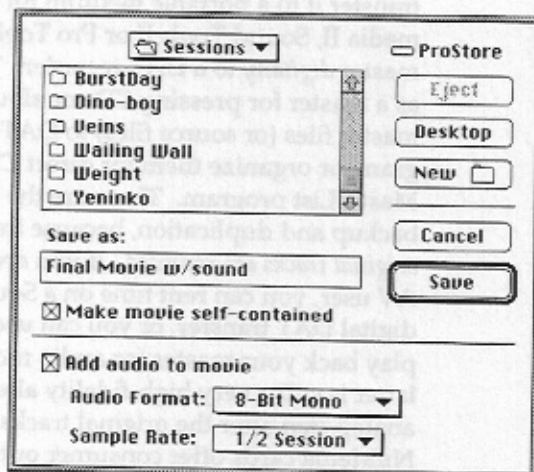 Sessions
ProStore
BurstDay
Dino-boy
Veins
Wailing Wall
Weight
Yeninko
Eject
Desktop
New
Cancel
Save
Save as:
Final Movie w/sound
Make movie self-contained
Add audio to movie
Audio Format: 8-Bit Mono
Sample Rate: 1/2 Session